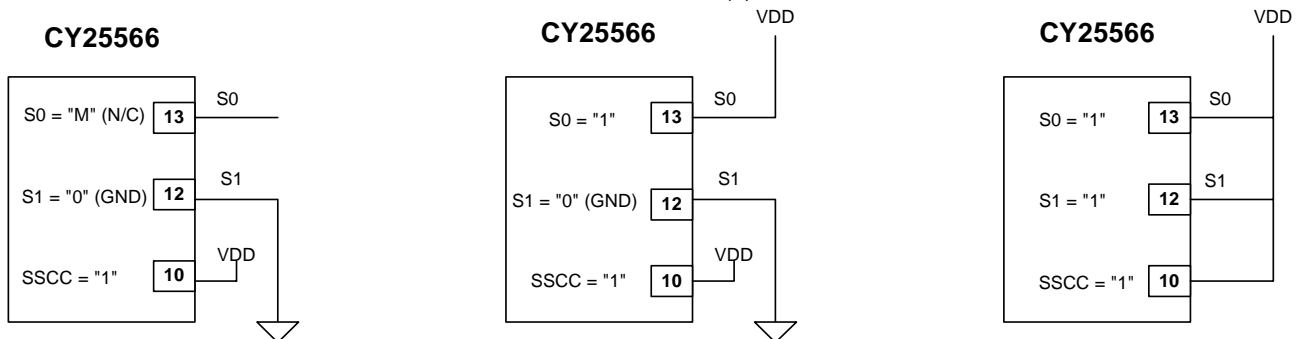 VDD
VDD
CY25566
CY25566
CY25566
S0 = "M" (N/C) 13 S0
S0 = "1" 13 S0
S0 = "1" 13 S0
S1 = "0" (GND) 12 S1
S1 = "0" (GND) 12 S1
S1 = "1" 12 S1
VDD
VDD
SSCC = "1" 10
SSCC = "1" 10
SSCC = "1" 10